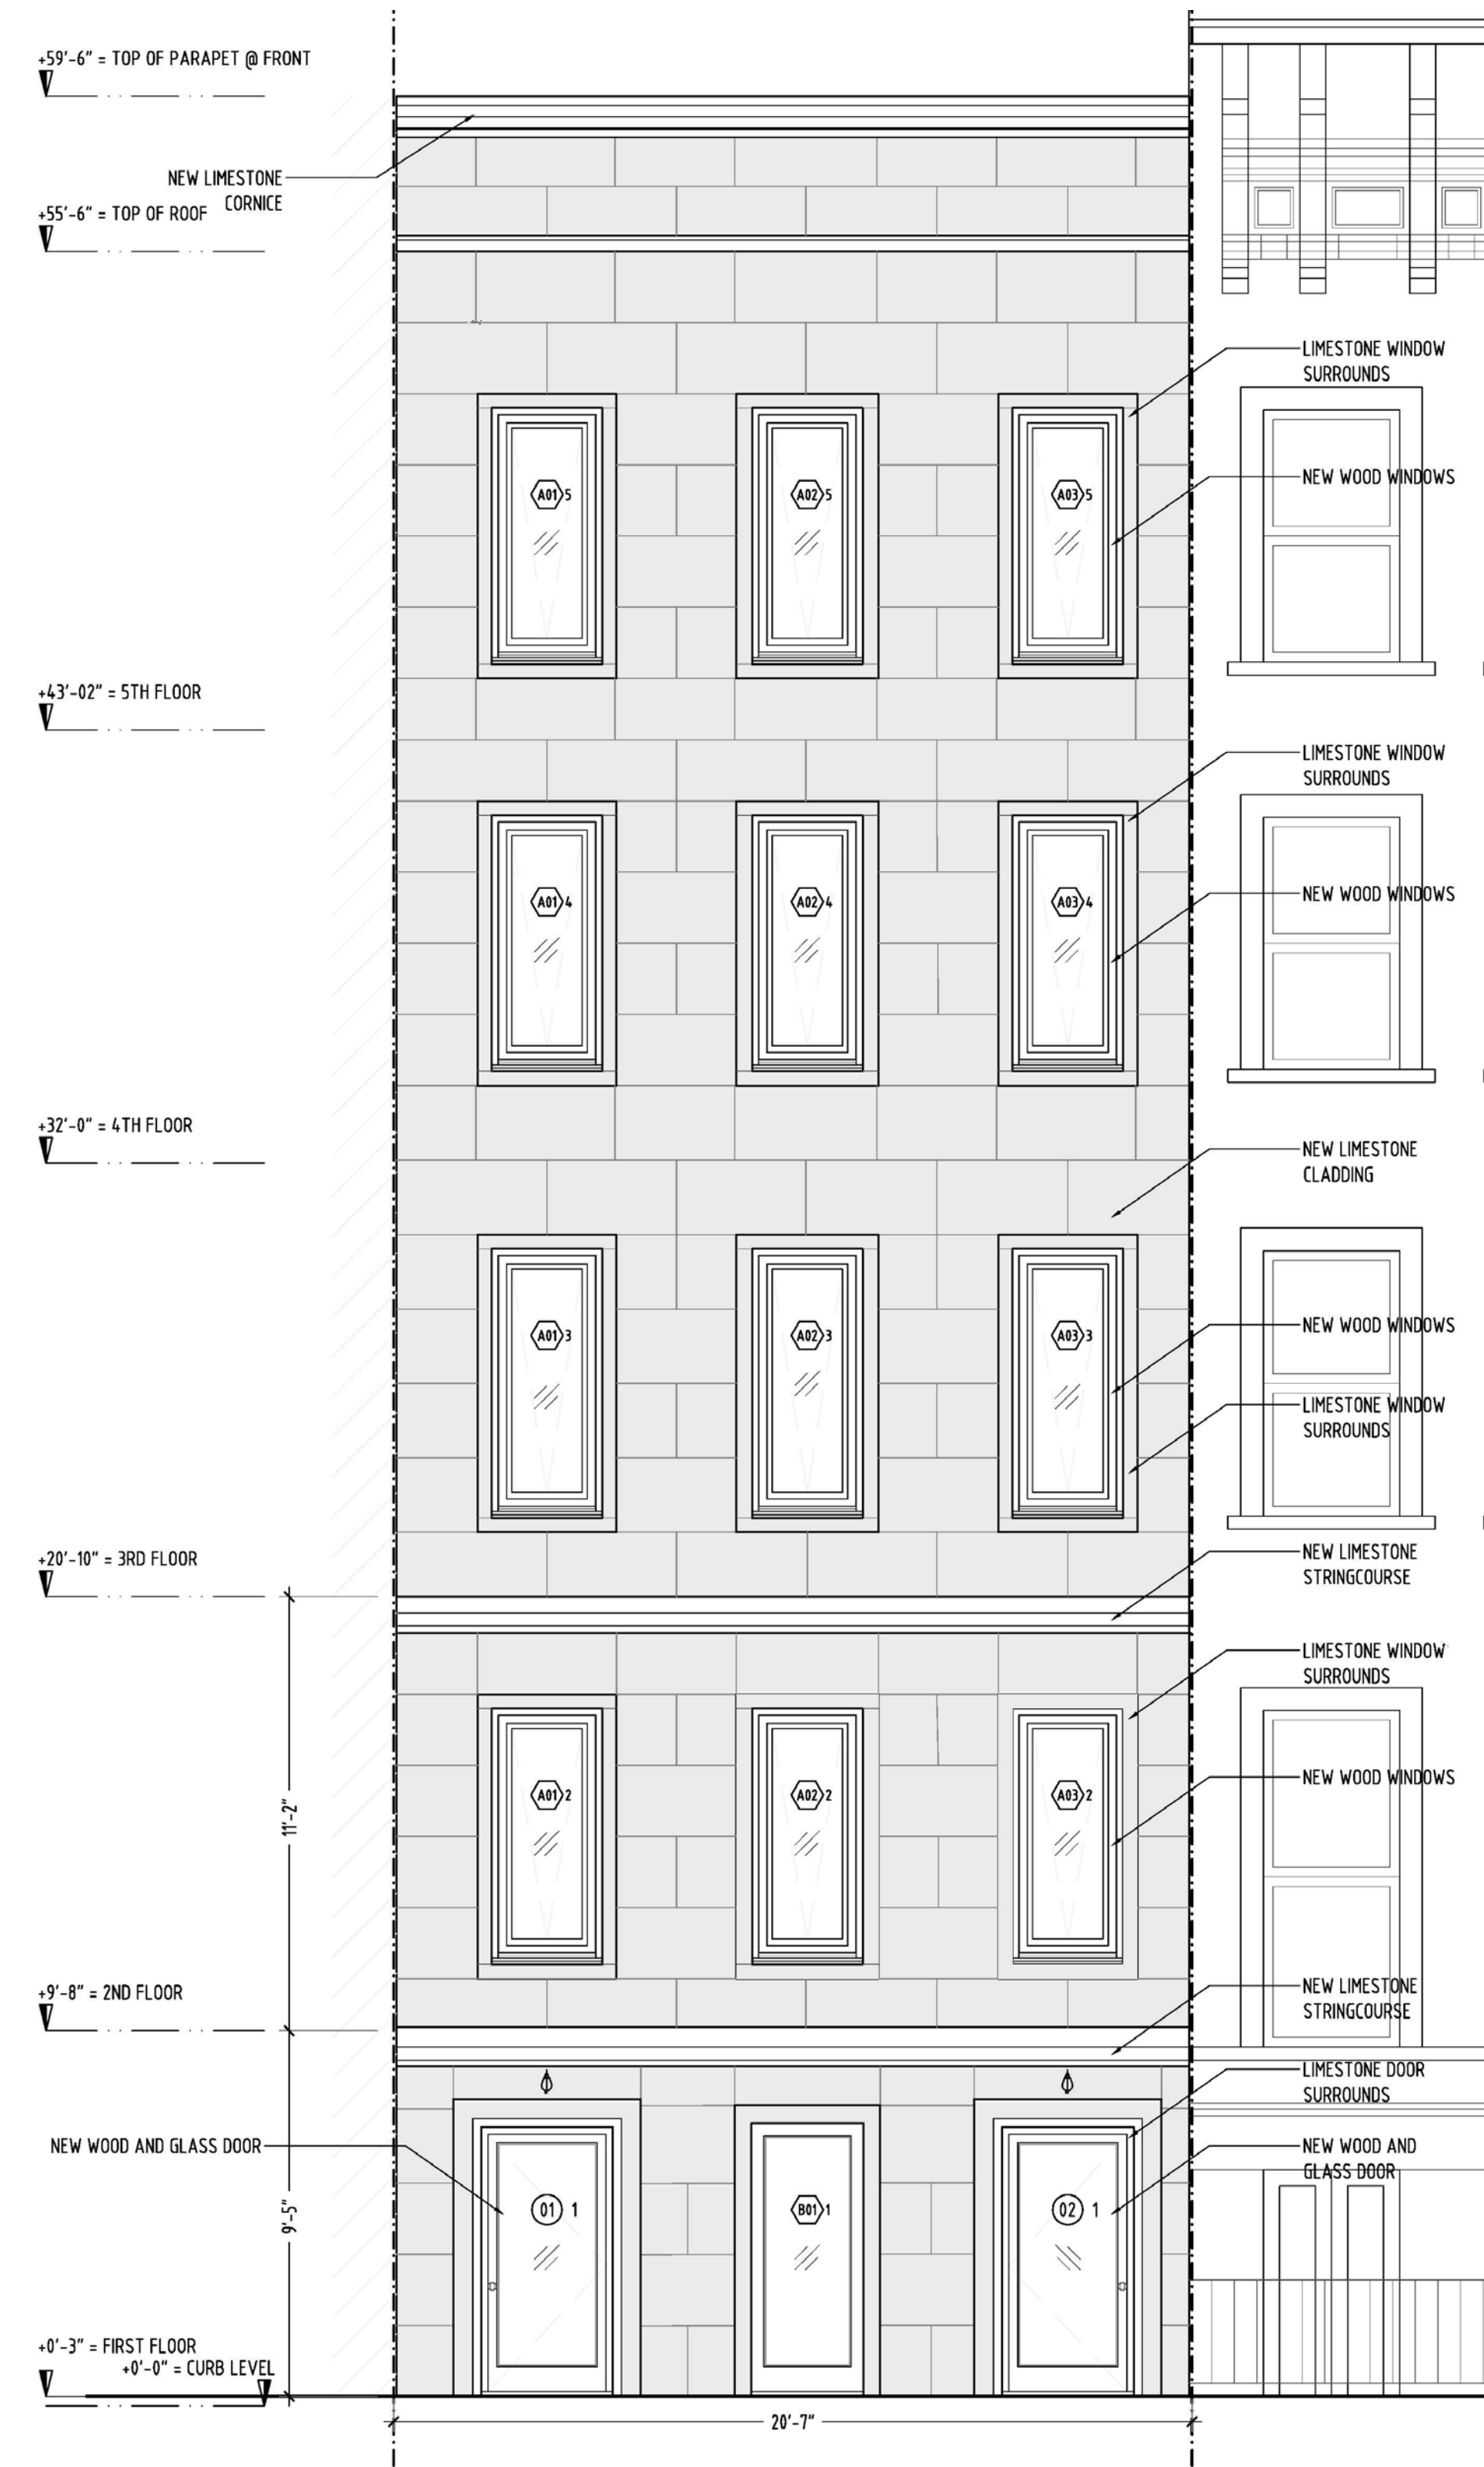 +59'-6" = TOP OF PARAPET @ FRONT
NEW LIMESTONE
CORNICE
+55'-6" = TOP OF ROOF
LIMESTONE WINDOW
SURROUNDS
NEW WOOD WINDOWS
A01 5
A02 5
A03 5
+43'-02" = 5TH FLOOR
LIMESTONE WINDOW
SURROUNDS
NEW WOOD WINDOWS
A01 4
A02 4
A03 4
+32'-0" = 4TH FLOOR
NEW LIMESTONE
CLADDING
NEW WOOD WINDOWS
A01 3
A02 3
A03 3
LIMESTONE WINDOW
SURROUNDS
+20'-10" = 3RD FLOOR
NEW LIMESTONE
STRINGCOURSE
LIMESTONE WINDOW
SURROUNDS
NEW WOOD WINDOWS
11'-2"
A01 2
A02 2
A03 2
+9'-8" = 2ND FLOOR
NEW LIMESTONE
STRINGCOURSE
LIMESTONE DOOR
SURROUNDS
NEW WOOD AND GLASS DOOR
NEW WOOD AND
GLASS DOOR
9'-5"
01 1
B01 1
02 1
+0'-3" = FIRST FLOOR
+0'-0" = CURB LEVEL
20'-7"